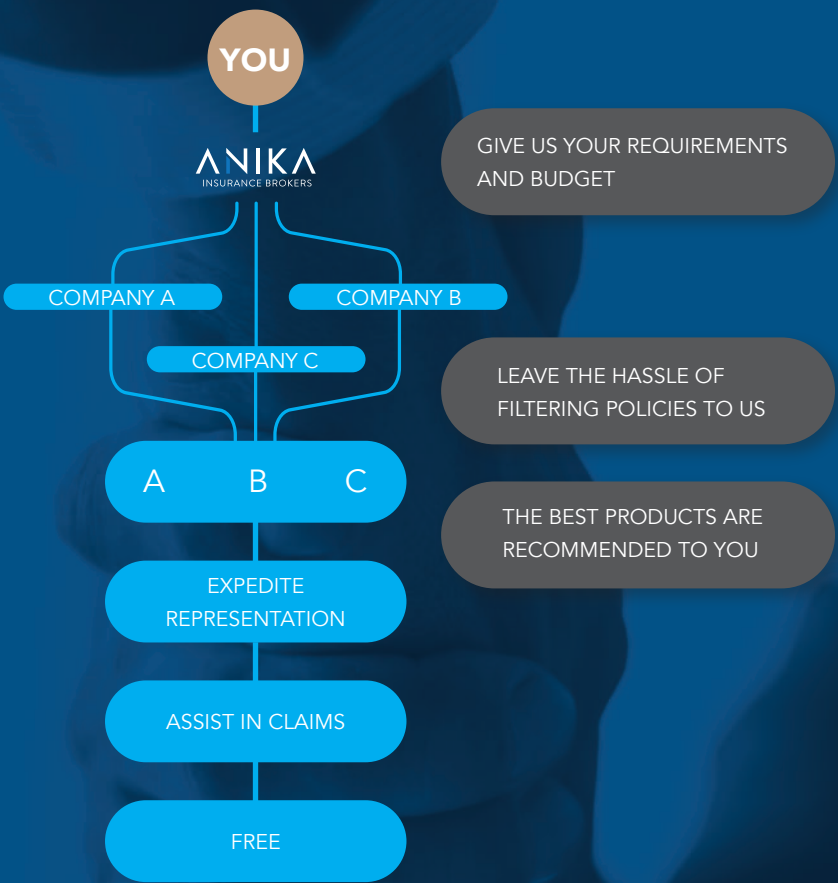 YOU
ANIKA
INSURANCE BROKERS
GIVE US YOUR REQUIREMENTS
AND BUDGET
COMPANY A
COMPANY B
COMPANY C
LEAVE THE HASSLE OF
FILTERING POLICIES TO US
A B C
THE BEST PRODUCTS ARE
RECOMMENDED TO YOU
EXPEDITE
REPRESENTATION
ASSIST IN CLAIMS
FREE